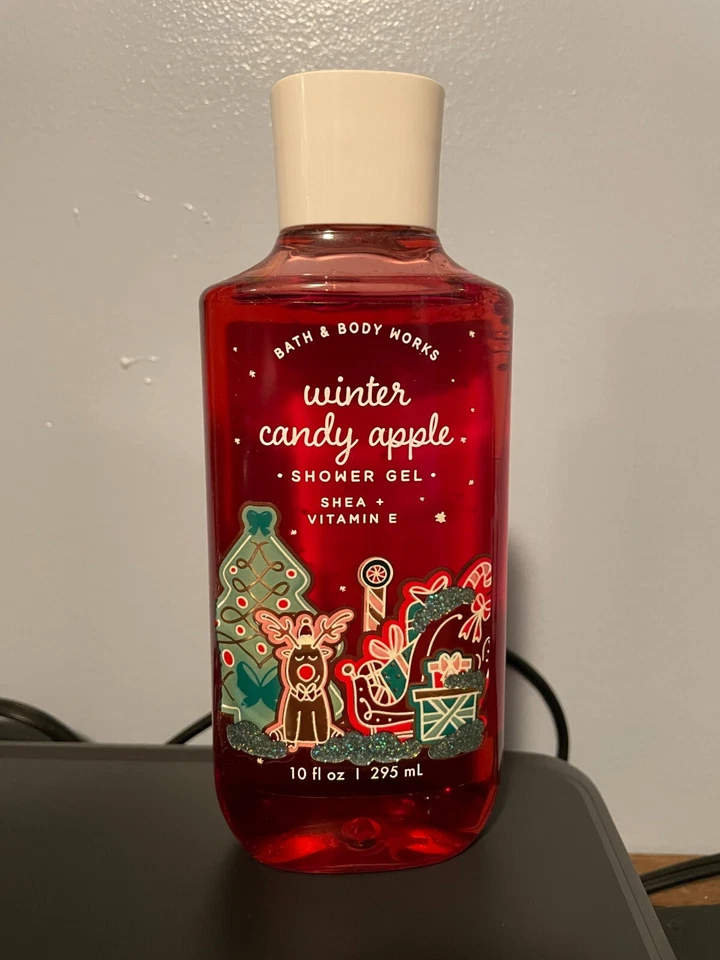 BATH & BODY WORKS
winter
candy apple
• SHOWER GEL •
SHEA +
VITAMIN E
10 fl oz | 295 mL